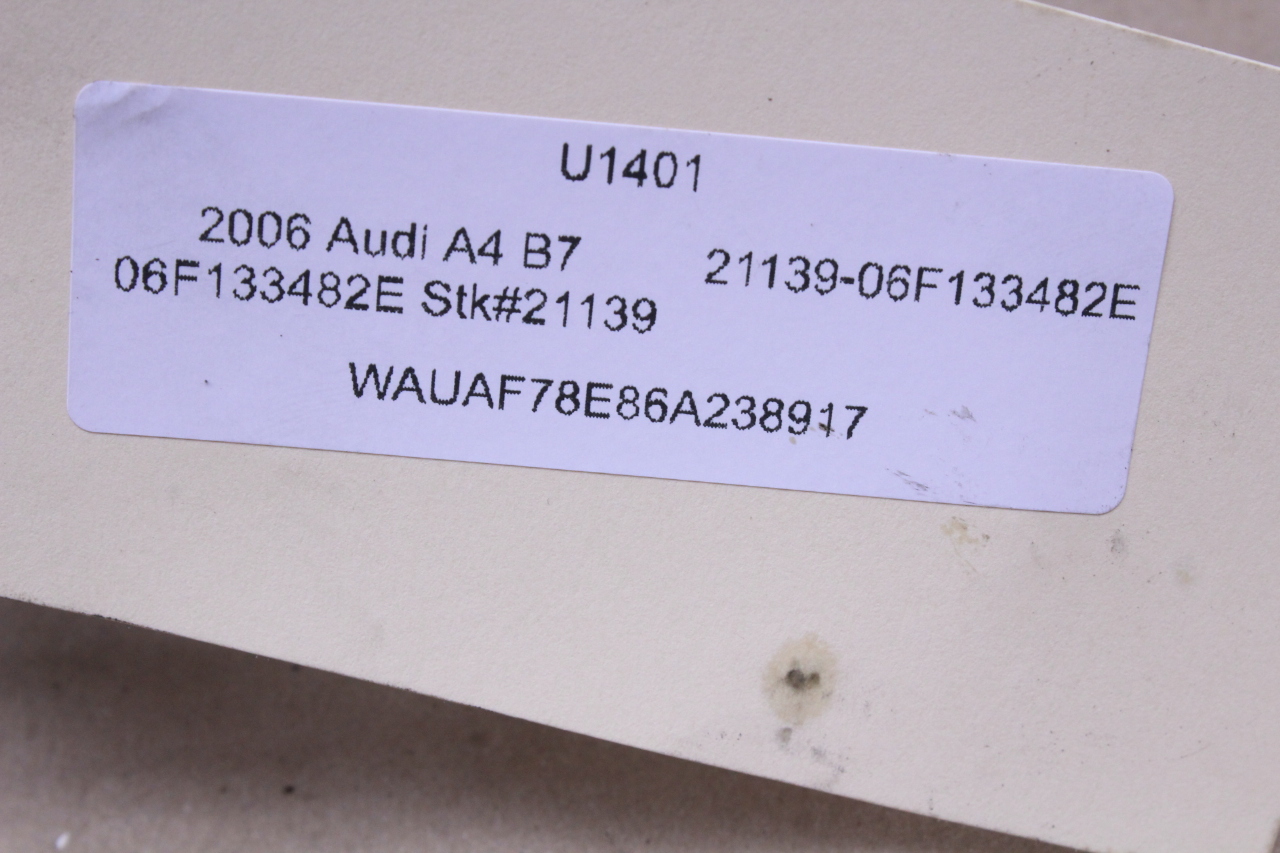 U1401
2006 Audi A4 B7
06F133482E Stk#21139
21139-06F133482E
WAUAF78E86A238917